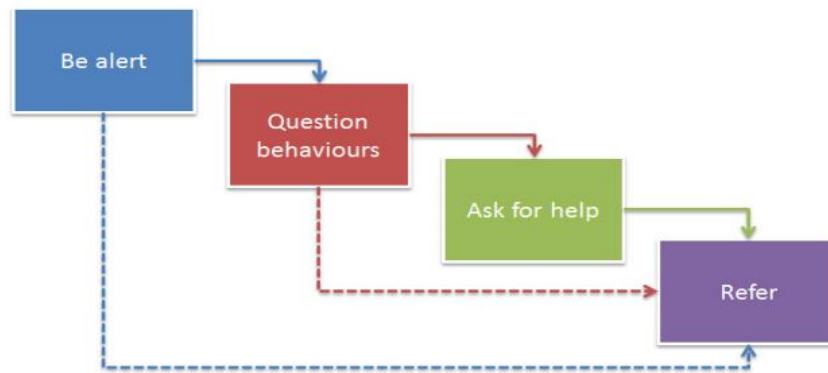 Be alert
Question
behaviours
Ask for help
Refer